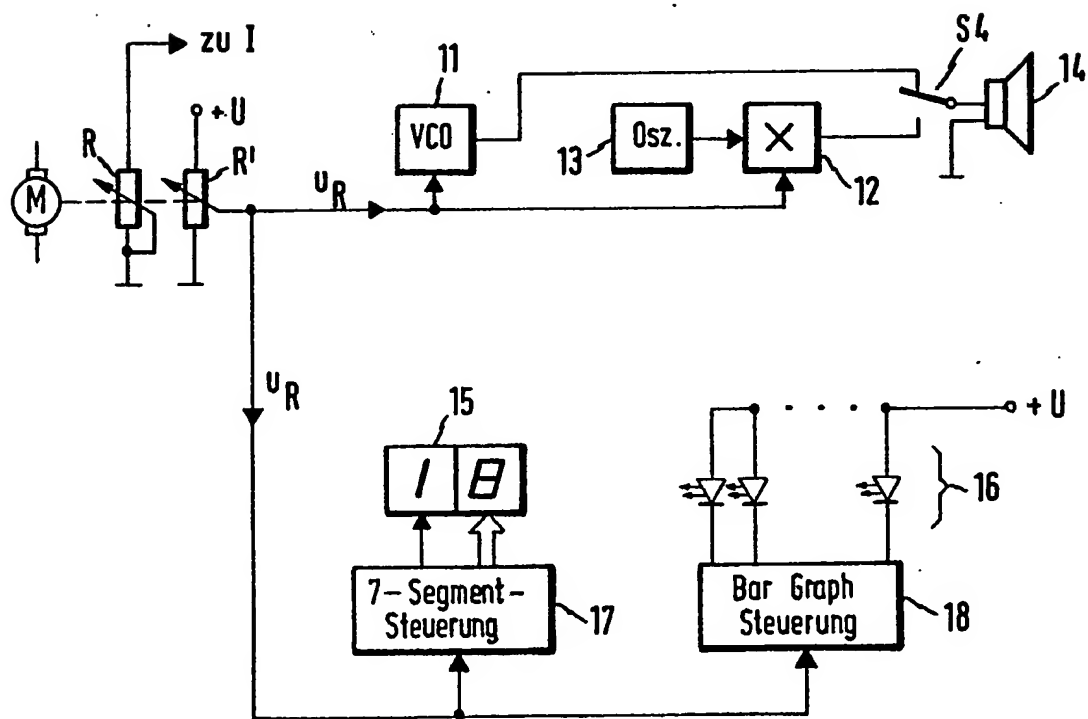 zu I
11
S4
14
+U
VCO
13
Osz.
X
12
R
R'
M
u_R
u_R
15
1 8
+ U
16
7-Segment-
Steuerung
17
Bar Graph
Steuerung
18